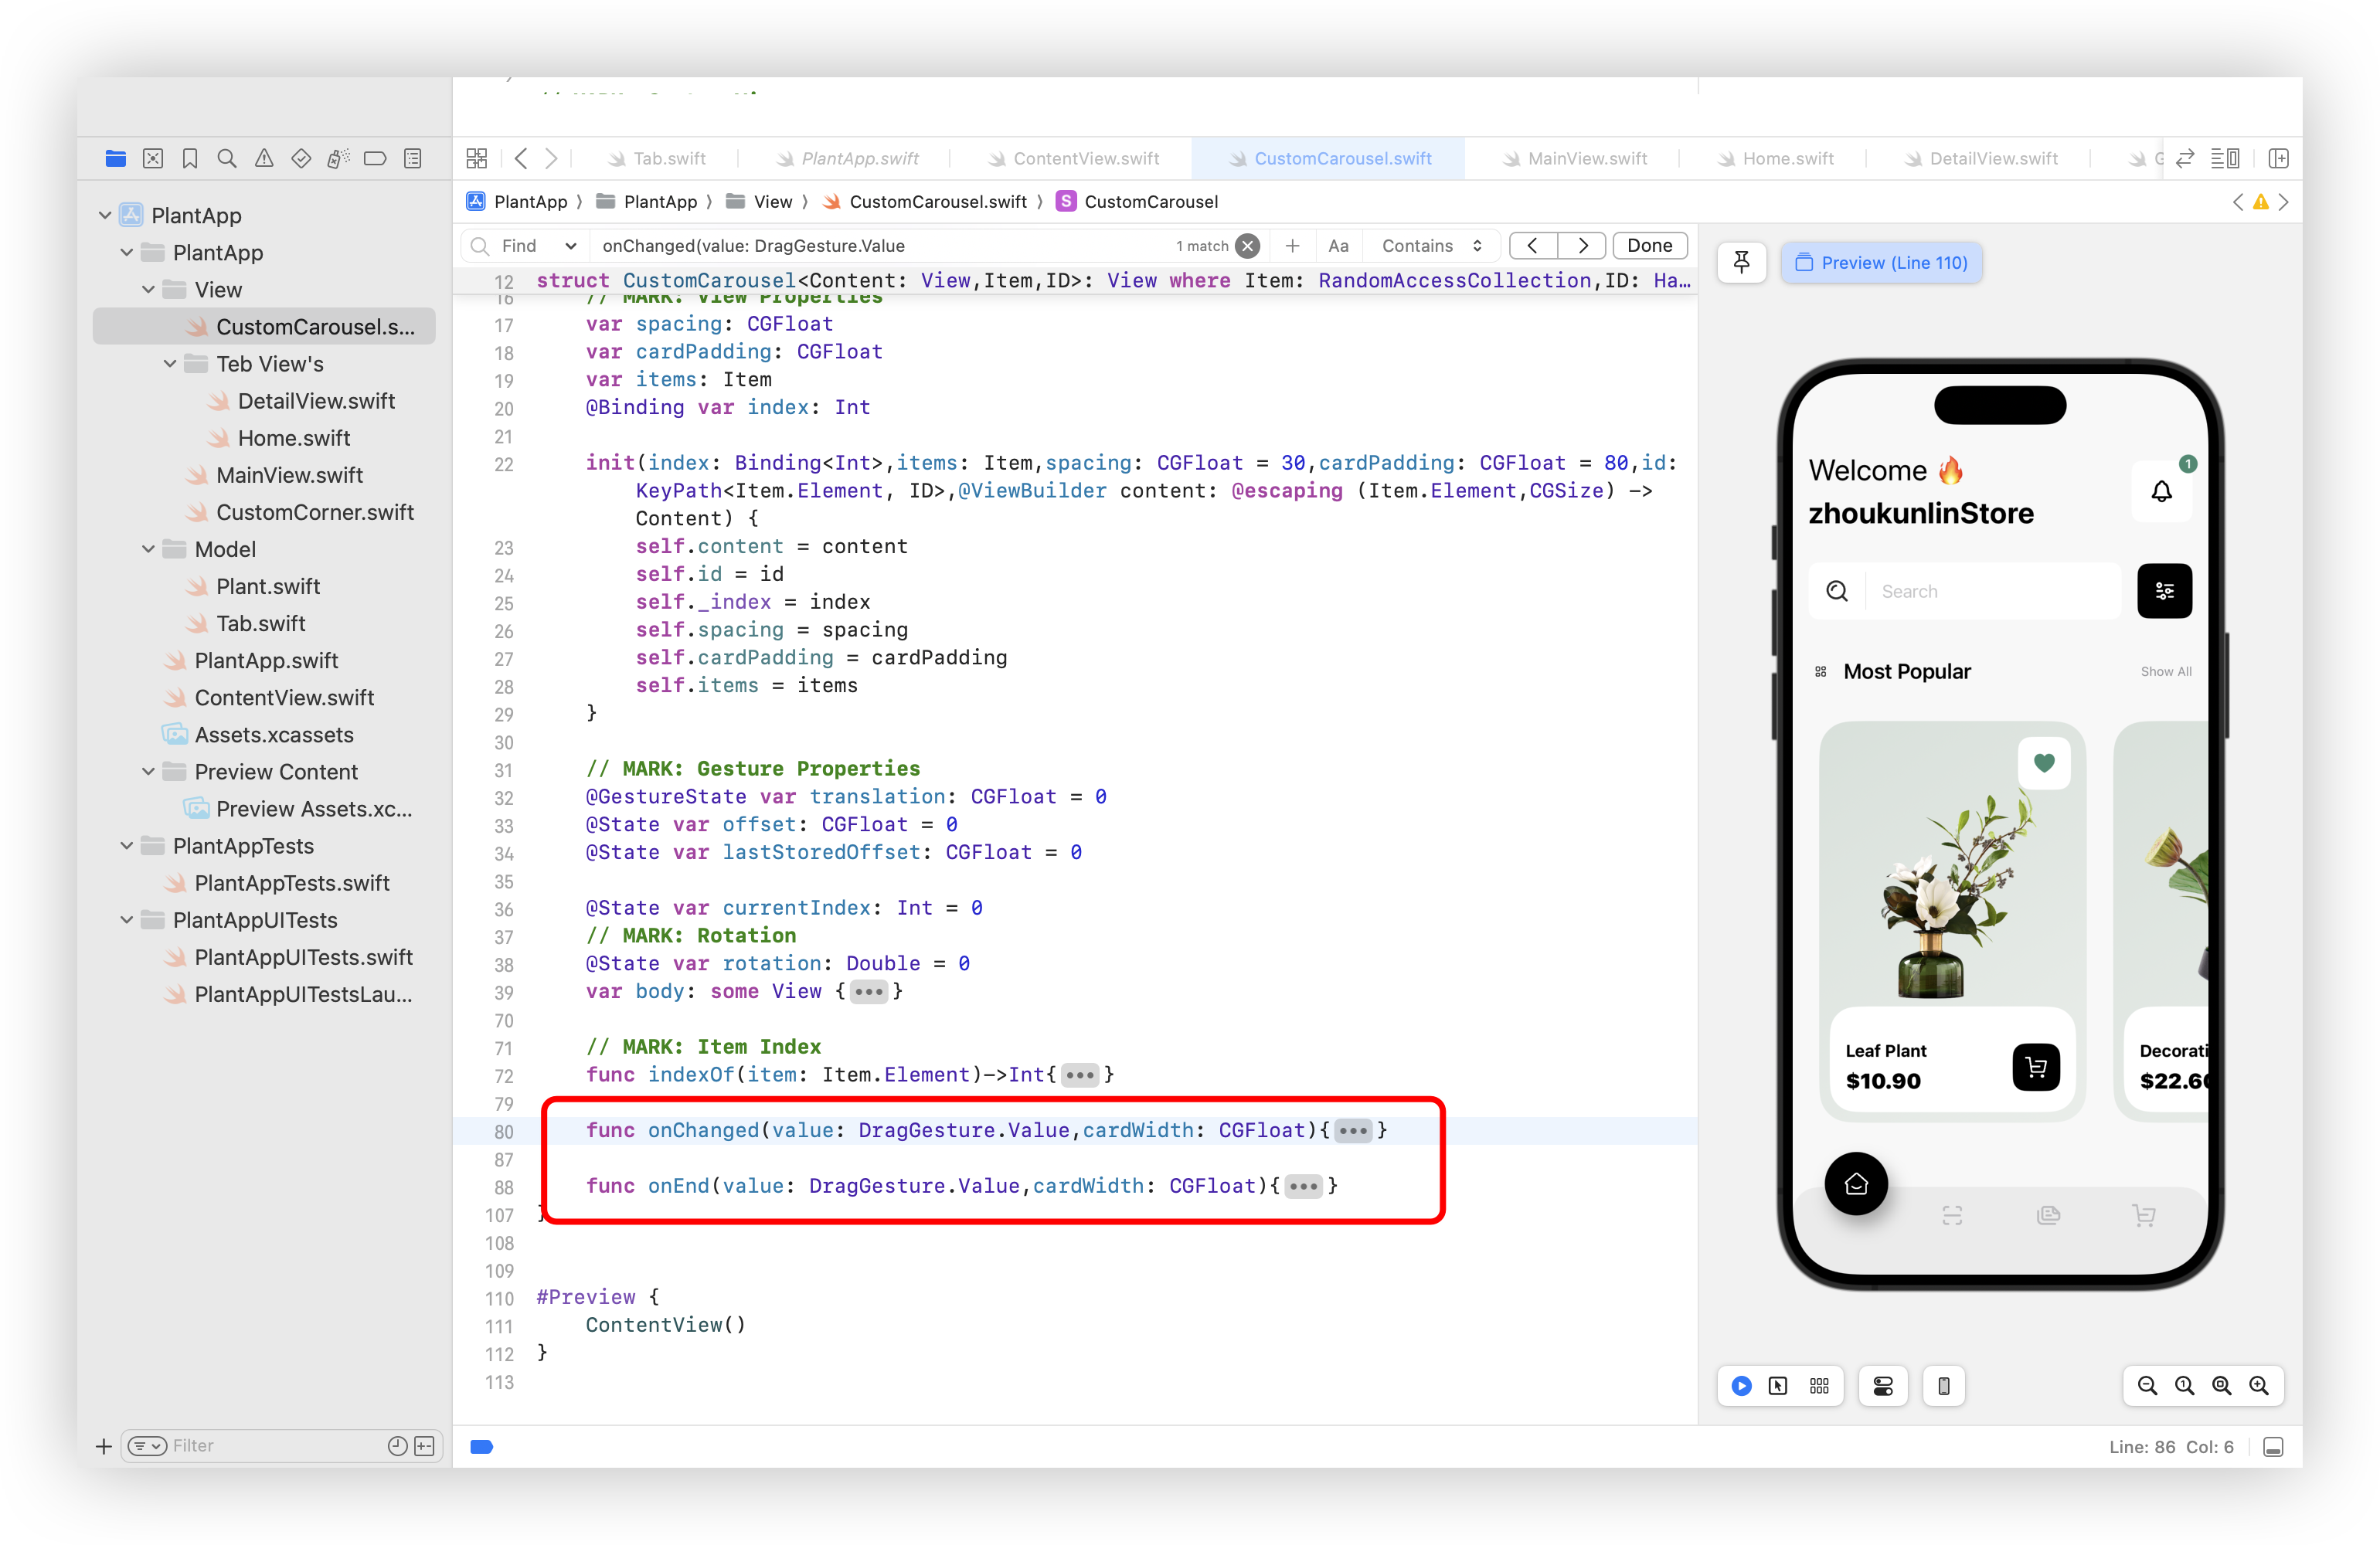 Tab.swift
PlantApp.swift
ContentView.swift
CustomCarousel.swift
MainView.swift
Home.swift
DetailView.swift
PlantApp
PlantApp
View
CustomCarousel.s...
Teb View's
DetailView.swift
Home.swift
MainView.swift
CustomCorner.swift
Model
Plant.swift
Tab.swift
PlantApp.swift
ContentView.swift
Assets.xcassets
Preview Content
Preview Assets.xc...
PlantAppTests
PlantAppTests.swift
PlantAppUITests
PlantAppUITests.swift
PlantAppUITestsLau...
Filter
PlantApp 〉 PlantApp 〉 View 〉 CustomCarousel.swift 〉 S CustomCarousel
Find onChanged(value: DragGesture.Value 1 match Aa Contains Done
12 struct CustomCarousel<Content: View,Item,ID>: View where Item: RandomAccessCollection,ID: Ha...
16 // MARK: View Properties
17 var spacing: CGFloat
18 var cardPadding: CGFloat
19 var items: Item
20 @Binding var index: Int
21
22 init(index: Binding<Int>,items: Item,spacing: CGFloat = 30,cardPadding: CGFloat = 80,id:
KeyPath<Item.Element, ID>,@ViewBuilder content: @escaping (Item.Element,CGSize) ->
Content) {
23 self.content = content
24 self.id = id
25 self._index = index
26 self.spacing = spacing
27 self.cardPadding = cardPadding
28 self.items = items
29 }
30
31 // MARK: Gesture Properties
32 @GestureState var translation: CGFloat = 0
33 @State var offset: CGFloat = 0
34 @State var lastStoredOffset: CGFloat = 0
35
36 @State var currentIndex: Int = 0
37 // MARK: Rotation
38 @State var rotation: Double = 0
39 var body: some View {•••}
70
71 // MARK: Item Index
72 func indexOf(item: Item.Element)->Int{•••}
79
80 func onChanged(value: DragGesture.Value,cardWidth: CGFloat){•••}
87
88 func onEnd(value: DragGesture.Value,cardWidth: CGFloat){•••}
107 }
108
109
110 #Preview {
111 ContentView()
112 }
113
Line: 86 Col: 6
Preview (Line 110)
Welcome 🔥
zhoukunlinStore
1
Search
Most Popular
Show All
Leaf Plant
$10.90
Decorati
$22.60